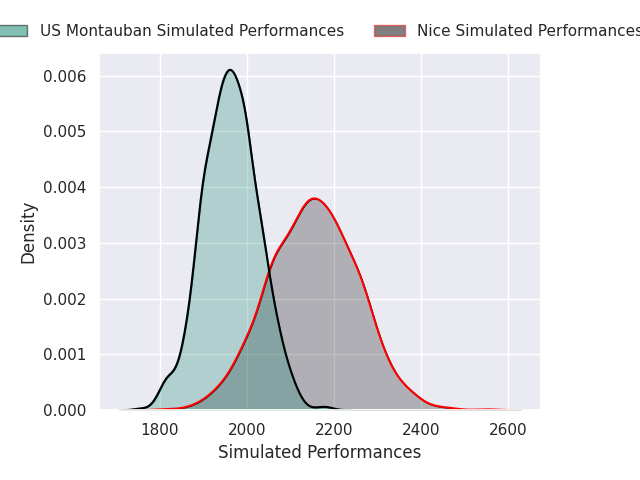 US Montauban Simulated Performances
Nice Simulated Performances
0.006
0.005
0.004
0.003
0.002
0.001
0.000
Density
1800 2000 2200 2400 2600
Simulated Performances